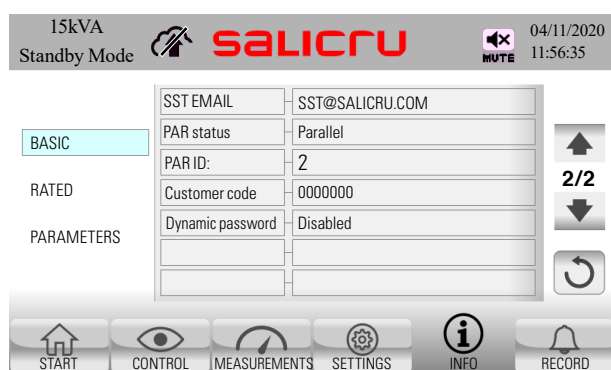 15kVA
Standby Mode
salicru
MUTE
04/11/2020
11:56:35
BASIC
RATED
PARAMETERS
SST EMAIL SST@SALICRU.COM
PAR status Parallel
PAR ID: 2
Customer code 0000000
Dynamic password Disabled
2/2
START CONTROL MEASUREMENTS SETTINGS INFO RECORD